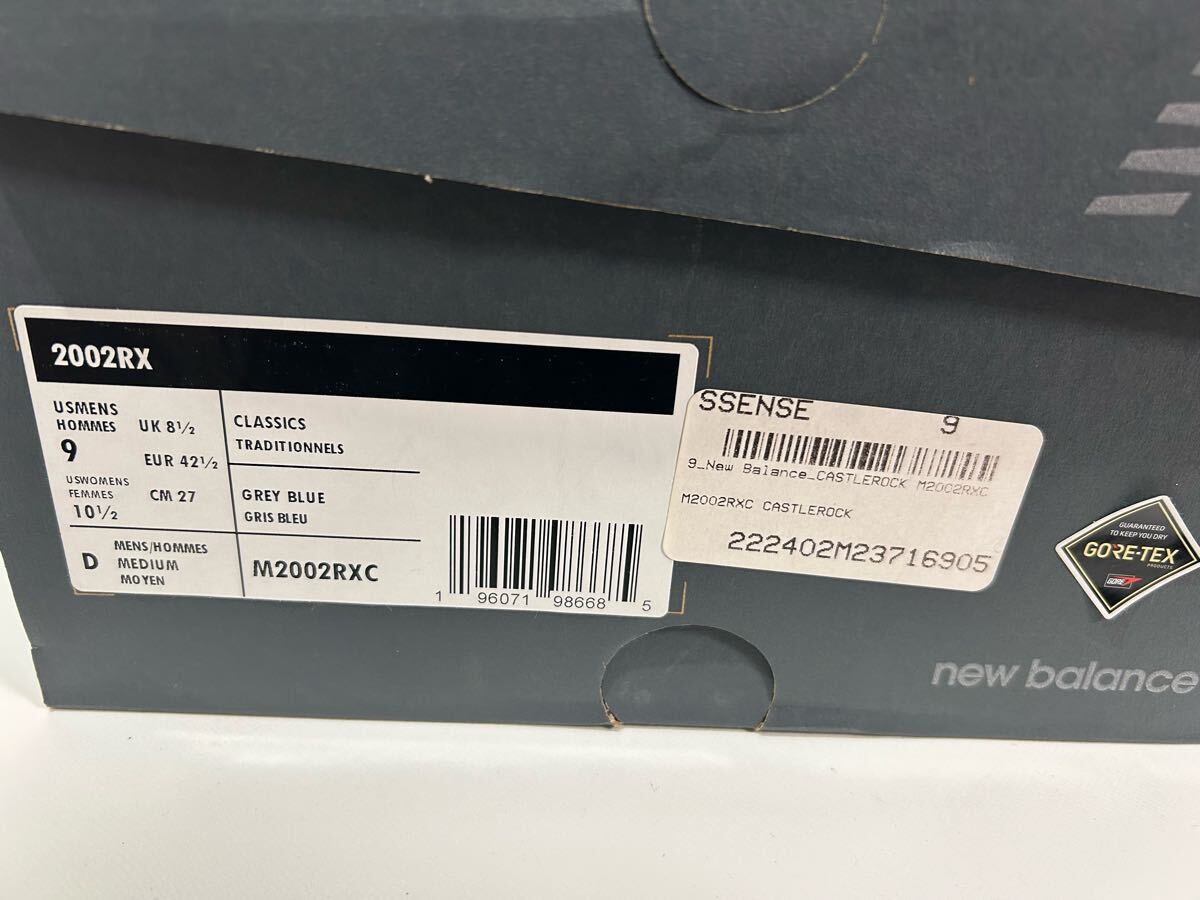 2002RX
USMENS
HOMMES
9
UK 8½
EUR 42½
USWOMENS
FEMMES
10½
CM 27
D
MENS/HOMMES
MEDIUM
MOYEN
CLASSICS
TRADITIONNELS
GREY BLUE
GRIS BLEU
M2002RXC
1 96071 98668 5
SSENSE 9
9_New Balance_CASTLEROCK M2002RXC
M2002RXC CASTLEROCK
222402M23716905
GUARANTEED
TO KEEP YOU DRY
GORE-TEX
PRODUCTS
GORE
new balance